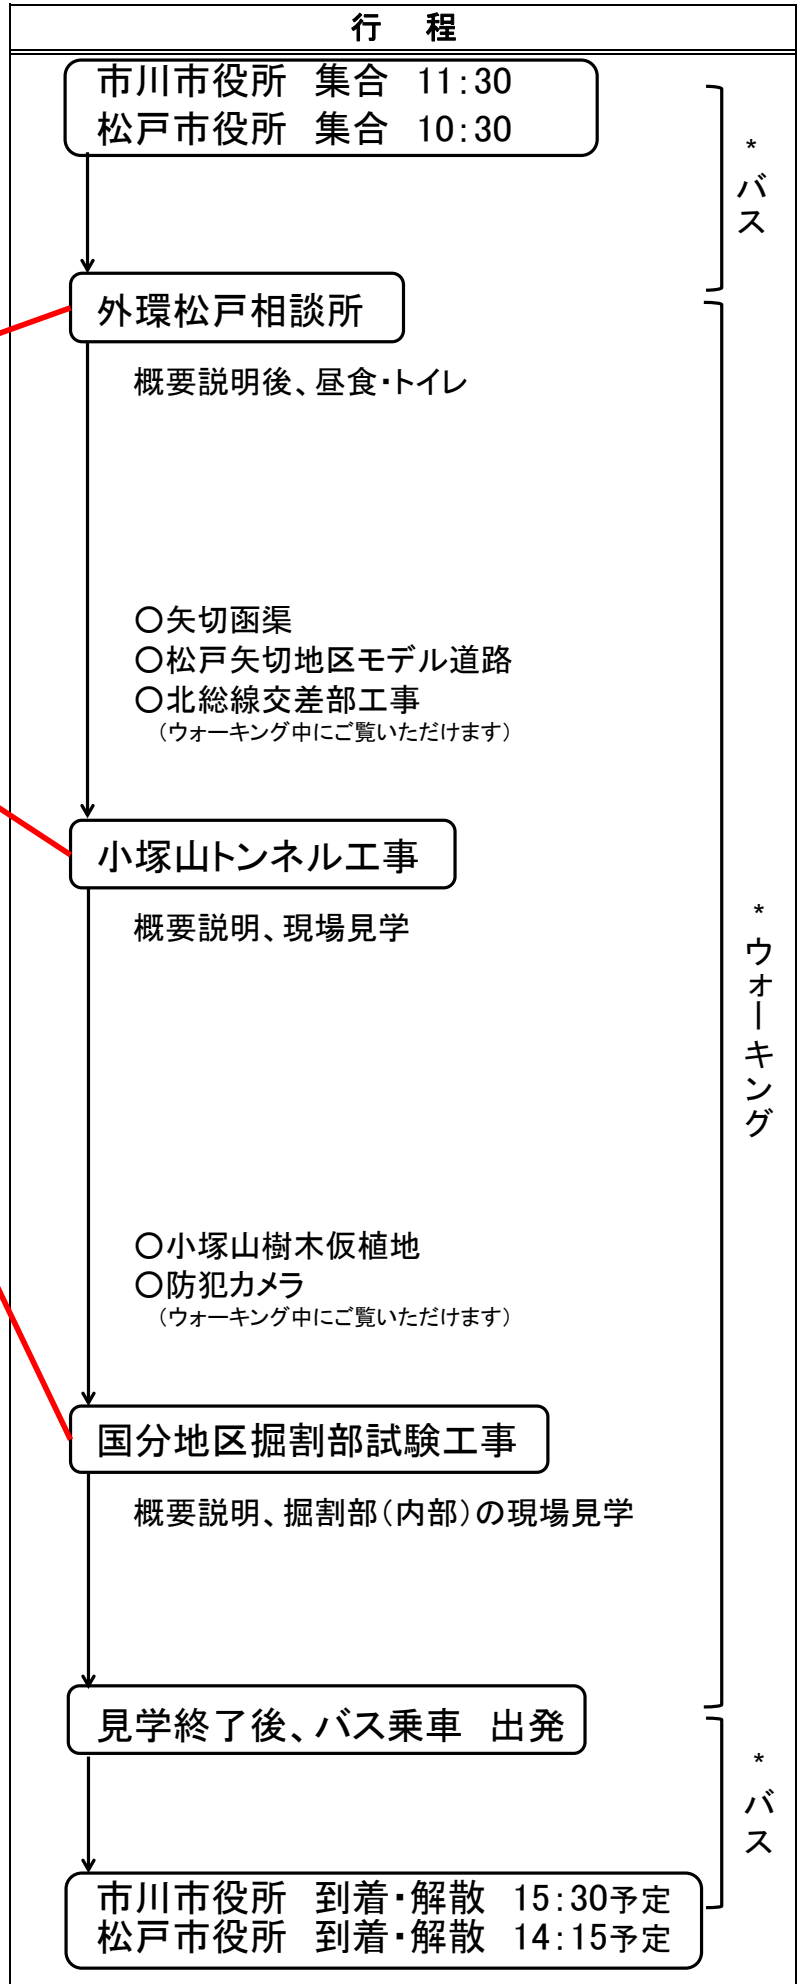 行　程
市川市役所　集合　11：30
松戸市役所　集合　10：30
*バス
外環松戸相談所
概要説明後、昼食・トイレ
〇矢切函渠
〇松戸矢切地区モデル道路
〇北総線交差部工事
（ウォーキング中にご覧いただけます）
小塚山トンネル工事
概要説明、現場見学
*ウォーキング
〇小塚山樹木仮植地
〇防犯カメラ
（ウォーキング中にご覧いただけます）
国分地区掘割部試験工事
概要説明、掘割部（内部）の現場見学
見学終了後、バス乗車　出発
*バス
市川市役所　到着・解散　15：30予定
松戸市役所　到着・解散　14：15予定